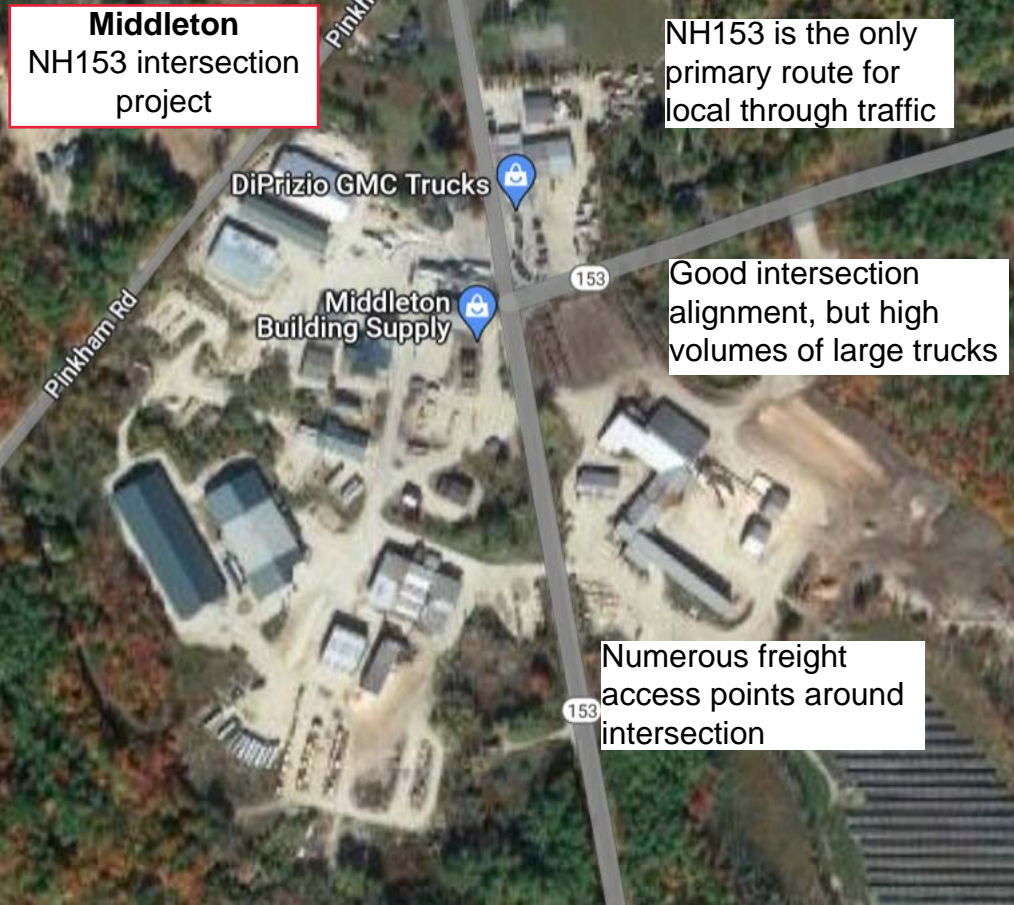 Middleton
NH153 intersection
project
Pinkh
NH153 is the only
primary route for
local through traffic
DiPrizio GMC Trucks
153
Good intersection
alignment, but high
volumes of large trucks
Middleton
Building Supply
Pinkham Rd
Numerous freight
access points around
intersection
153